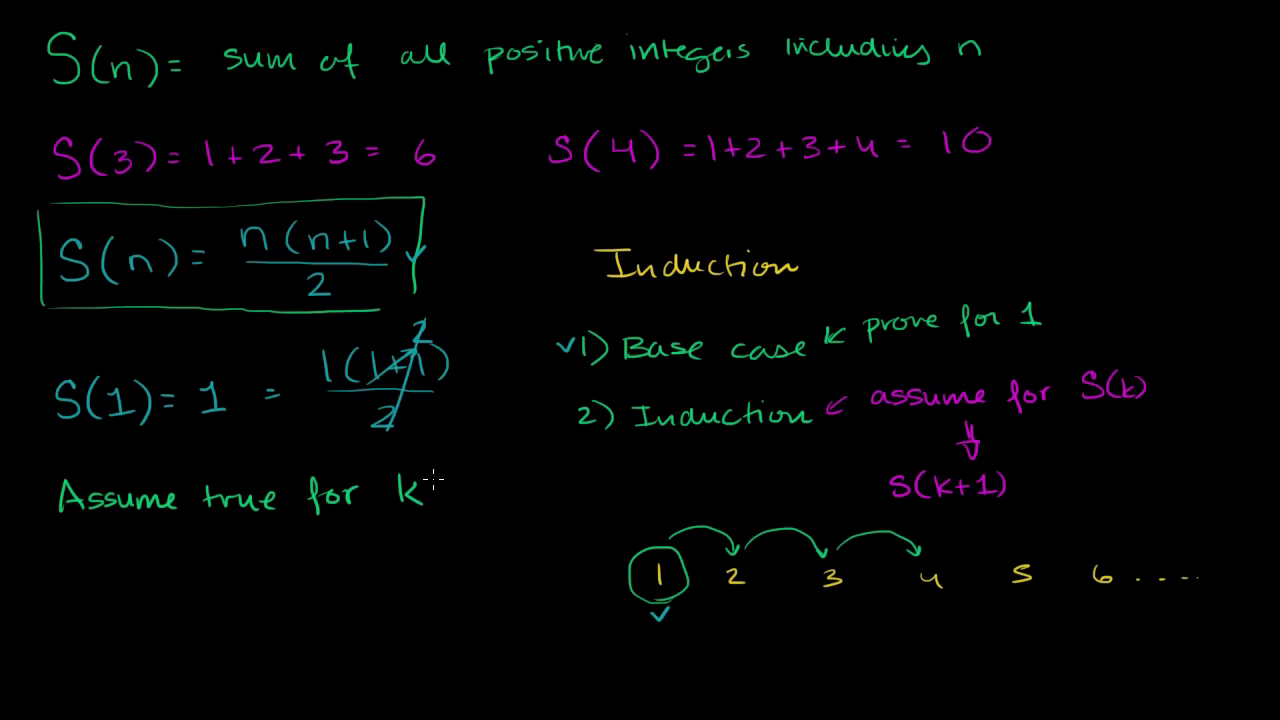 S(n) = sum of all positive integers including n
S(3) = 1 + 2 + 3 = 6
S(4) = 1+2+3+4 = 10
S(n) = n(n+1)/2
Induction
1) Base case ← prove for 1
S(1) = 1 = 1(1+1)/2 2
2) Induction ← assume for S(k)
⇓
S(k+1)
Assume true for k
1 2 3 4 5 6 ....